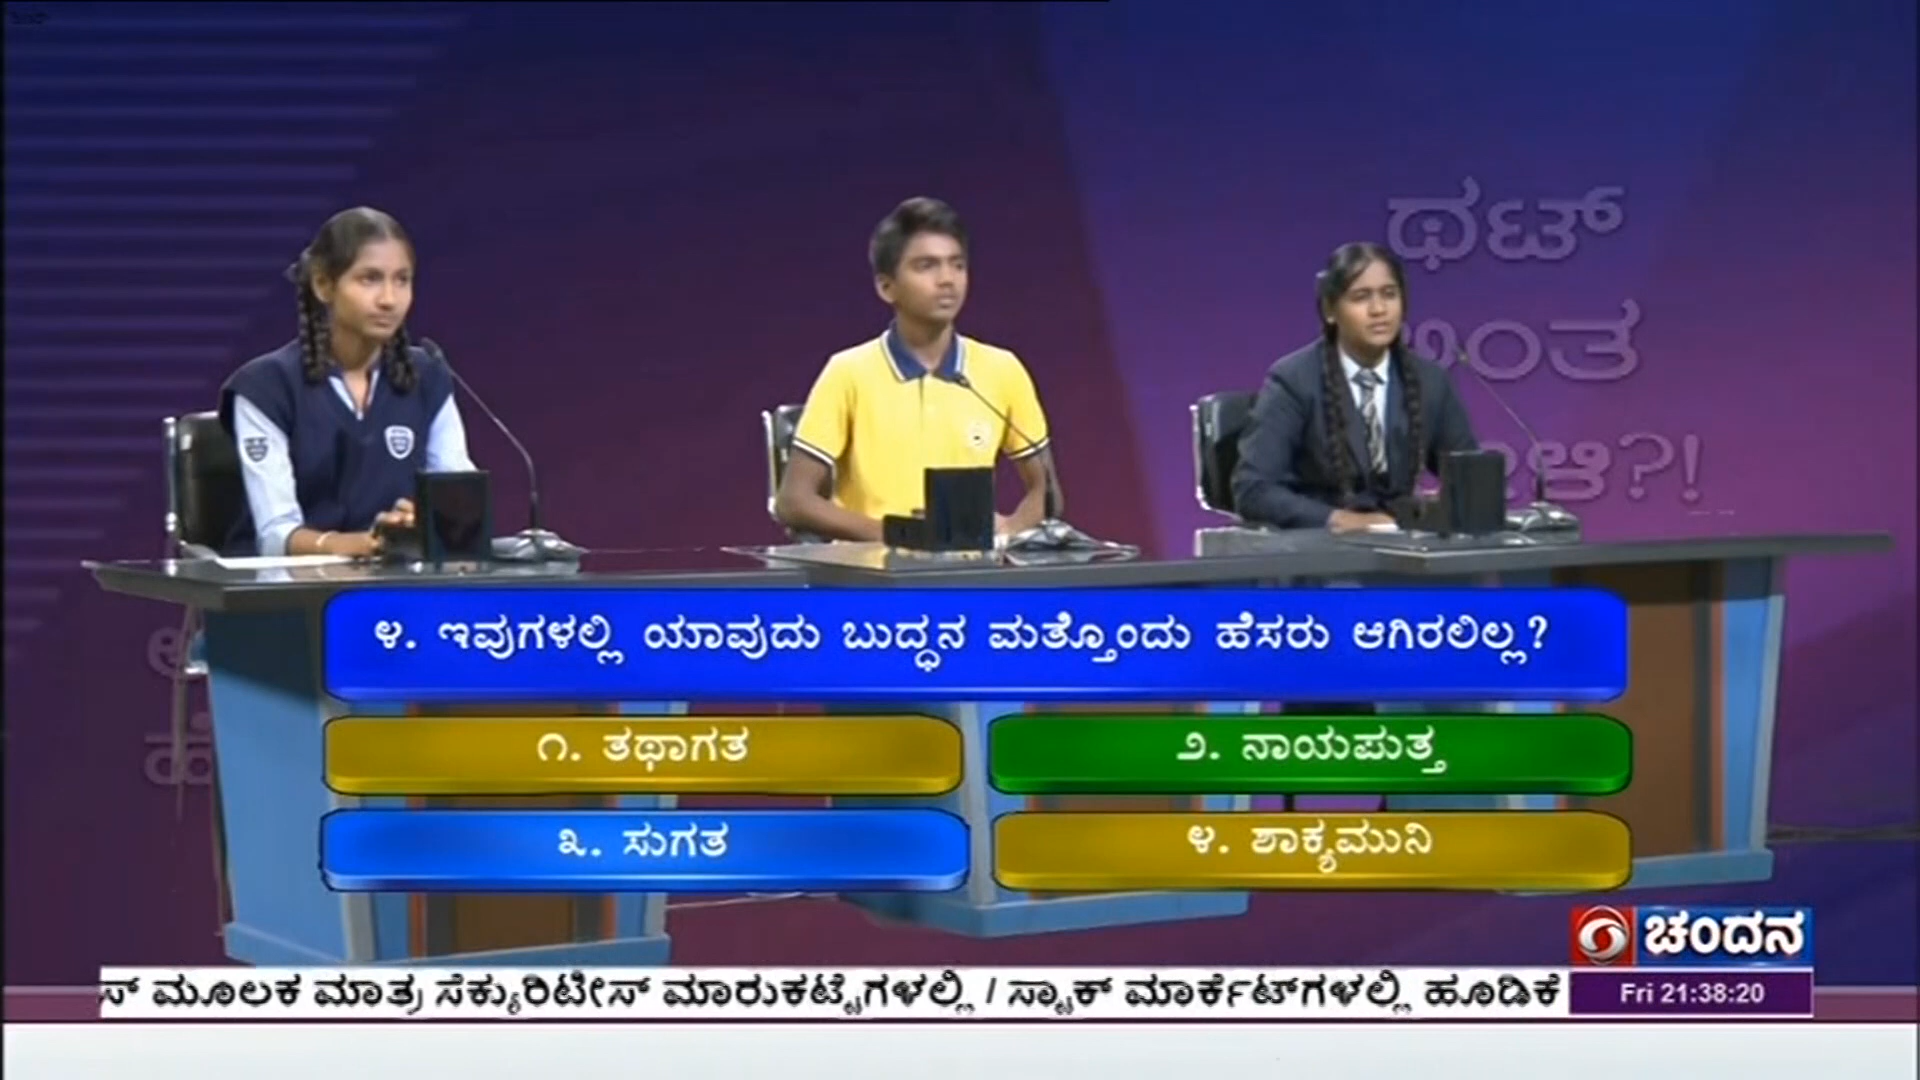 ಥಟ್
ಅಂತ
೪. ಇವುಗಳಲ್ಲಿ ಯಾವುದು ಬುದ್ಧನ ಮತ್ತೊಂದು ಹೆಸರು ಆಗಿರಲಿಲ್ಲ?
೧. ತಥಾಗತ
೨. ನಾಯಪುತ್ತ
೩. ಸುಗತ
೪. ಶಾಕ್ಯಮುನಿ
ಚಂದನ
ಸ್ ಮೂಲಕ ಮಾತ್ರ ಸೆಕ್ಯುರಿಟೀಸ್ ಮಾರುಕಟ್ಟೆಗಳಲ್ಲಿ / ಸ್ಟಾಕ್ ಮಾರ್ಕೆಟ್‌ಗಳಲ್ಲಿ ಹೂಡಿಕೆ
Fri 21:38:20